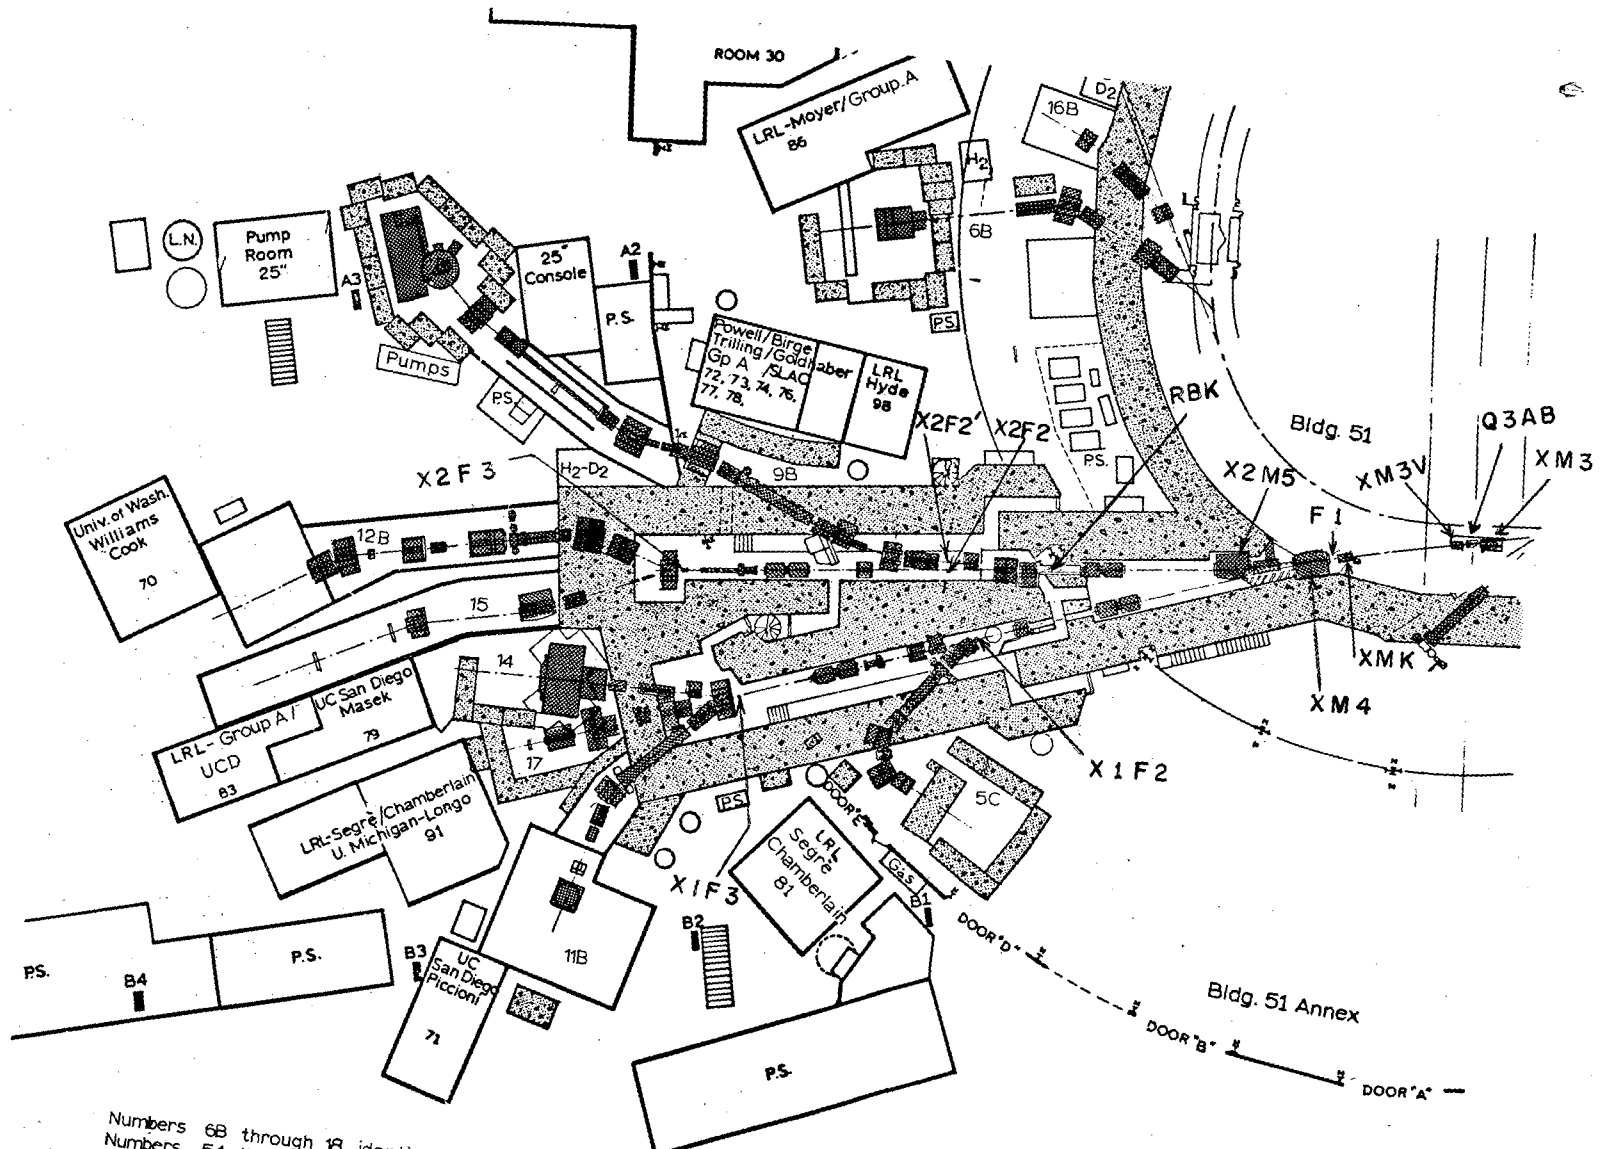 ROOM 30
LRL-Moyer/Group A
86
16B
D2
H2
6B
L.N.
Pump
Room
25"
A3
25"
Console
A2
P.S.
P.S.
Pumps
P.S.
Powell/Birge
Trilling/Goldhaber
Gp A /SLAC
72, 73, 74, 76,
77, 78,
LRL
Hyde
98
X2F2'
X2F2
RBK
P.S.
Bldg. 51
Q3AB
XM3V
XM3
X2M5
F1
X2F3
H2-D2
9B
Univ. of Wash.
Williams
Cook
70
12B
15
14
17
LRL- Group A /
UCD
83
UC San Diego
Masek
79
LRL-Segrè/Chamberlain
U. Michigan-Longo
91
XMK
XM4
X1F2
5C
P.S.
DOOR"E"
LRL
Segrè
Chamberlain
81
Gas
B1
X1F3
B2
11B
B3
UC
San Diego
Piccioni
71
P.S.
P.S.
B4
DOOR"D"
Bldg. 51 Annex
DOOR"B"
DOOR"A"
P.S.
Numbers 6B through 18
Numbers